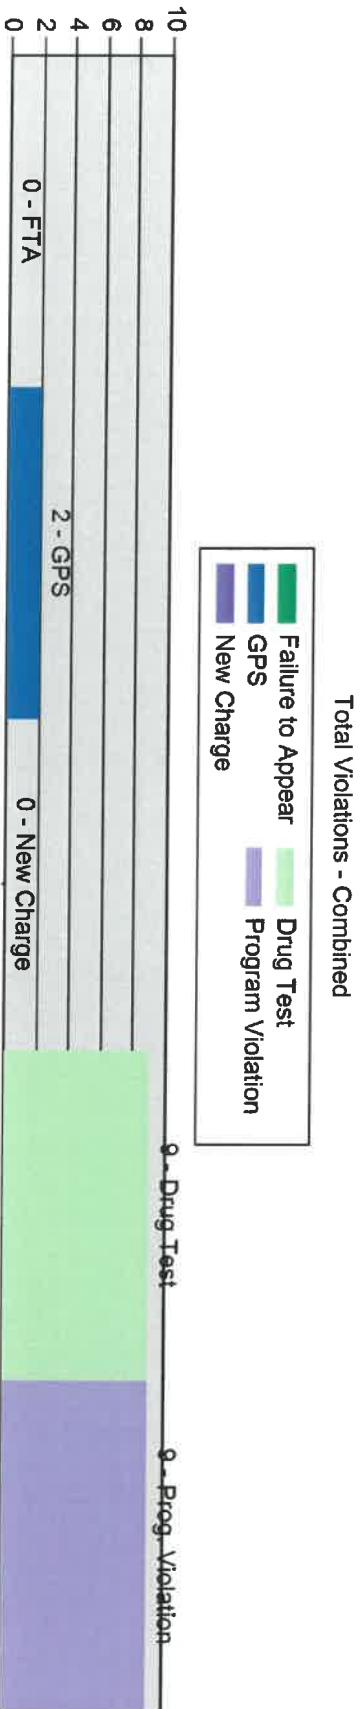 Total Violations - Combined
Failure to Appear Drug Test
GPS Program Violation
New Charge
10
8
6
4
2
0
0 - FTA
2 - GPS
0 - New Charge
9 - Drug Test
9 - Prog. Violation